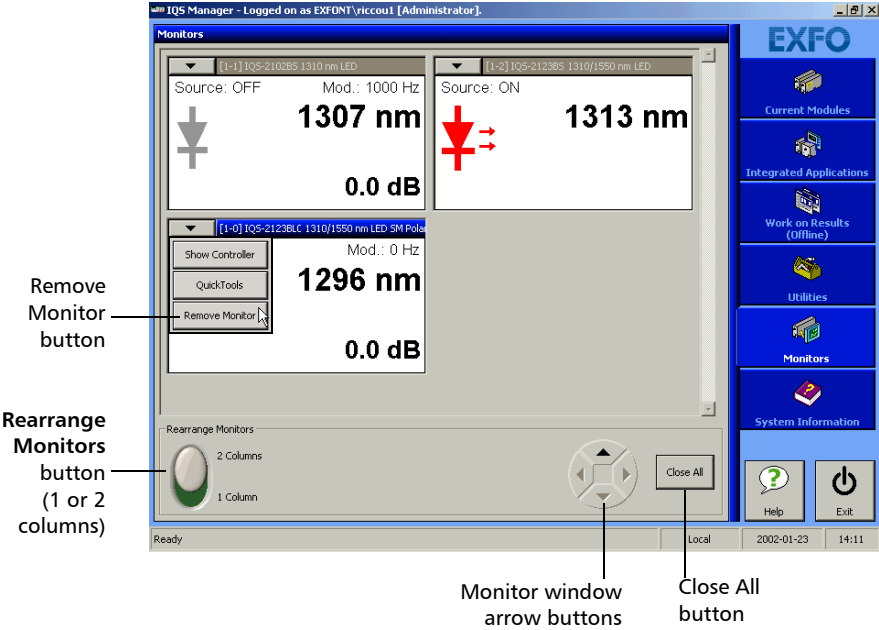 IQS Manager - Logged on as EXFONT\riccou1 [Administrator].
Monitors
EXFO
[1-1] IQS-2102BS 1310 nm LED
Source: OFF
Mod.: 1000 Hz
1307 nm
0.0 dB
[1-2] IQS-2123BS 1310/1550 nm LED
Source: ON
1313 nm
[1-0] IQS-2123BLC 1310/1550 nm LED SM Polar
Show Controller
QuickTools
Remove Monitor
Mod.: 0 Hz
1296 nm
0.0 dB
Current Modules
Integrated Applications
Work on Results
(Offline)
Utilities
Monitors
System Information
Remove
Monitor
button
Rearrange
Monitors
button
(1 or 2
columns)
Rearrange Monitors
2 Columns
1 Column
Close All
Help
Exit
Ready
Local
2002-01-23
14:11
Monitor window
arrow buttons
Close All
button